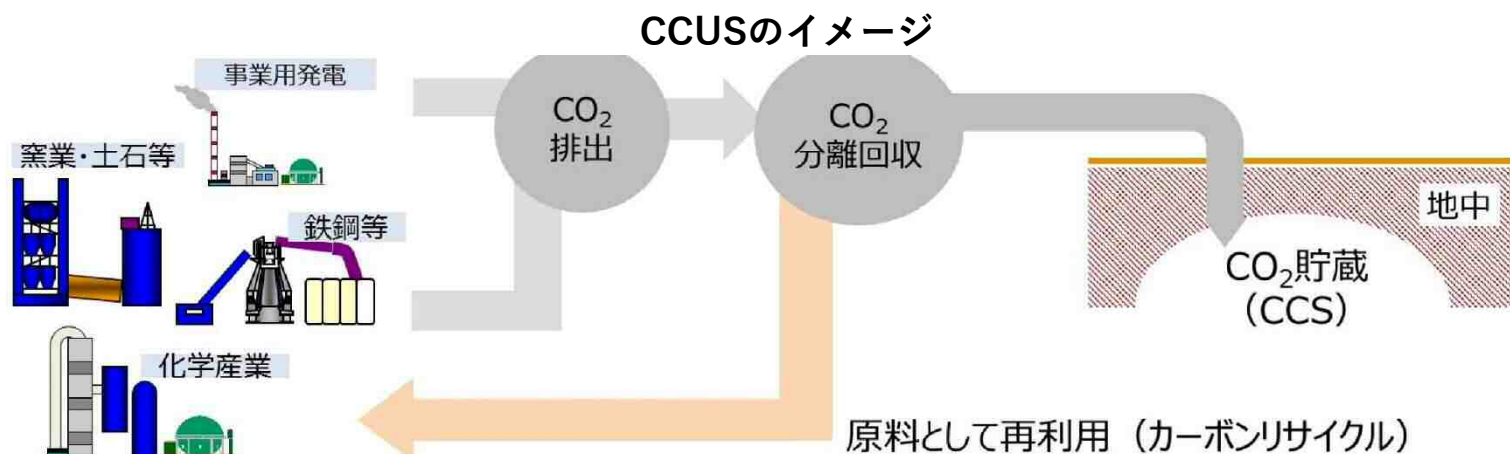 CCUSのイメージ
事業用発電
窯業・土石等
鉄鋼等
化学産業
CO₂
排出
CO₂
分離回収
地中
CO₂貯蔵
(CCS)
原料として再利用（カーボンリサイクル）